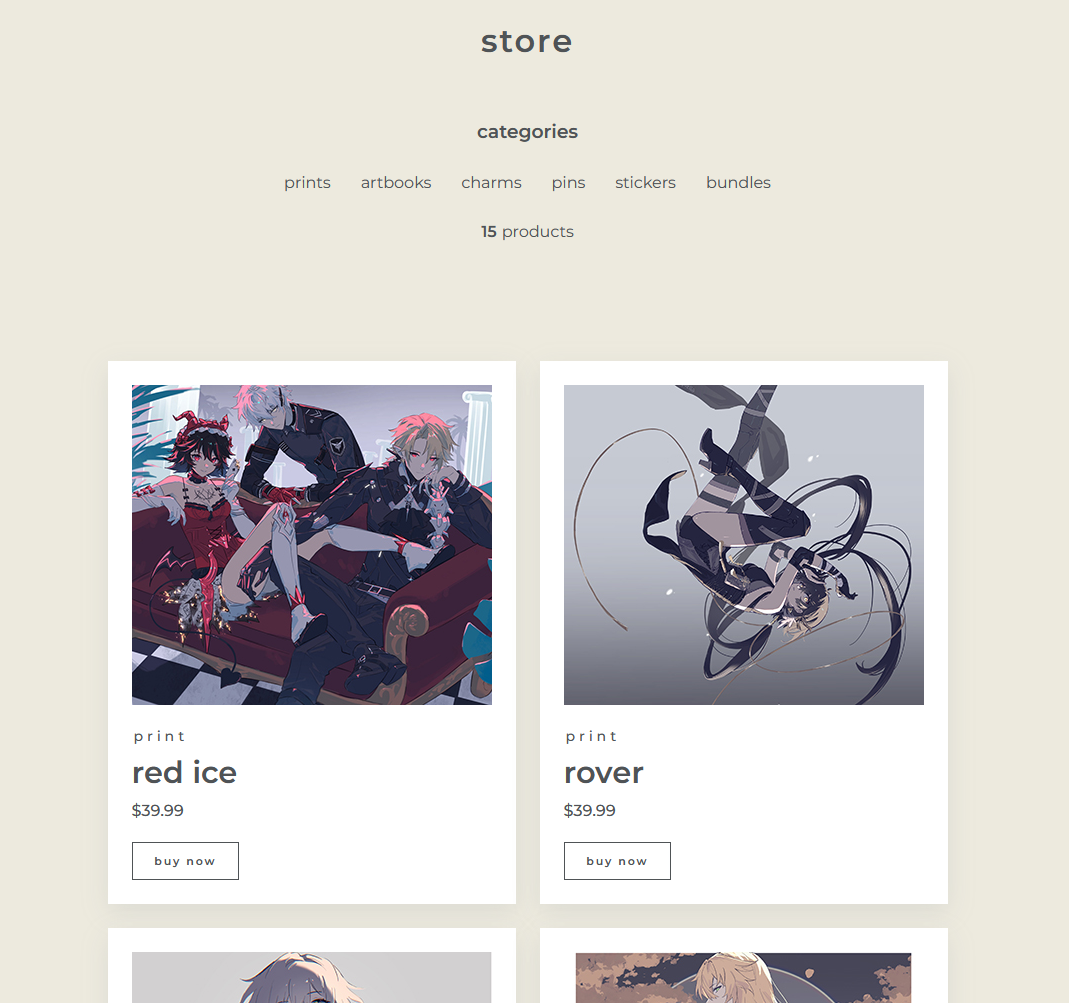 store
categories
prints artbooks charms pins stickers bundles
15 products
print
red ice
$39.99
buy now
print
rover
$39.99
buy now